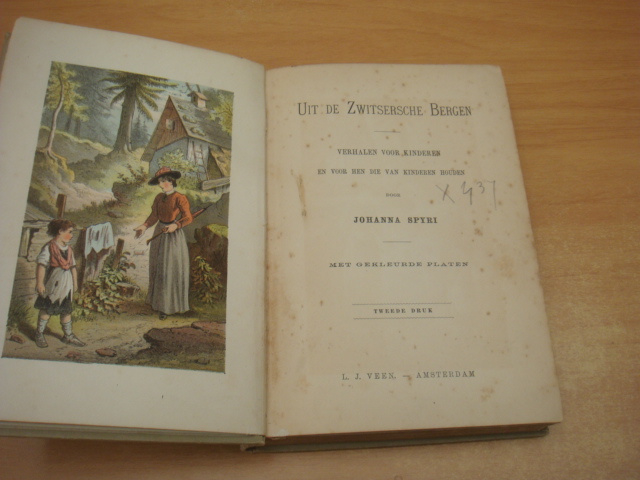 UIT DE ZWITSERSCHE BERGEN
VERHALEN VOOR KINDEREN
EN VOOR HEN DIE VAN KINDEREN HOUDEN
DOOR
JOHANNA SPYRI
MET GEKLEURDE PLATEN
TWEEDE DRUK
L. J. VEEN, — AMSTERDAM